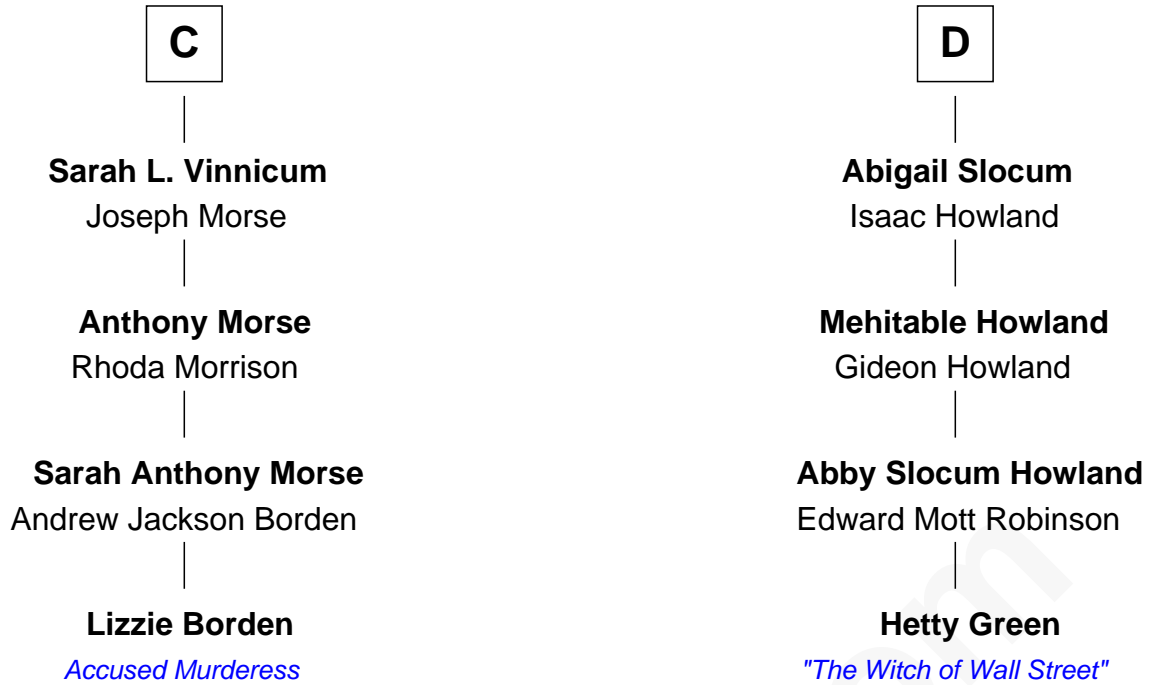 C
Sarah L. Vinnicum
Joseph Morse
Anthony Morse
Rhoda Morrison
Sarah Anthony Morse
Andrew Jackson Borden
Lizzie Borden
Accused Murderess
D
Abigail Slocum
Isaac Howland
Mehitable Howland
Gideon Howland
Abby Slocum Howland
Edward Mott Robinson
Hetty Green
"The Witch of Wall Street"